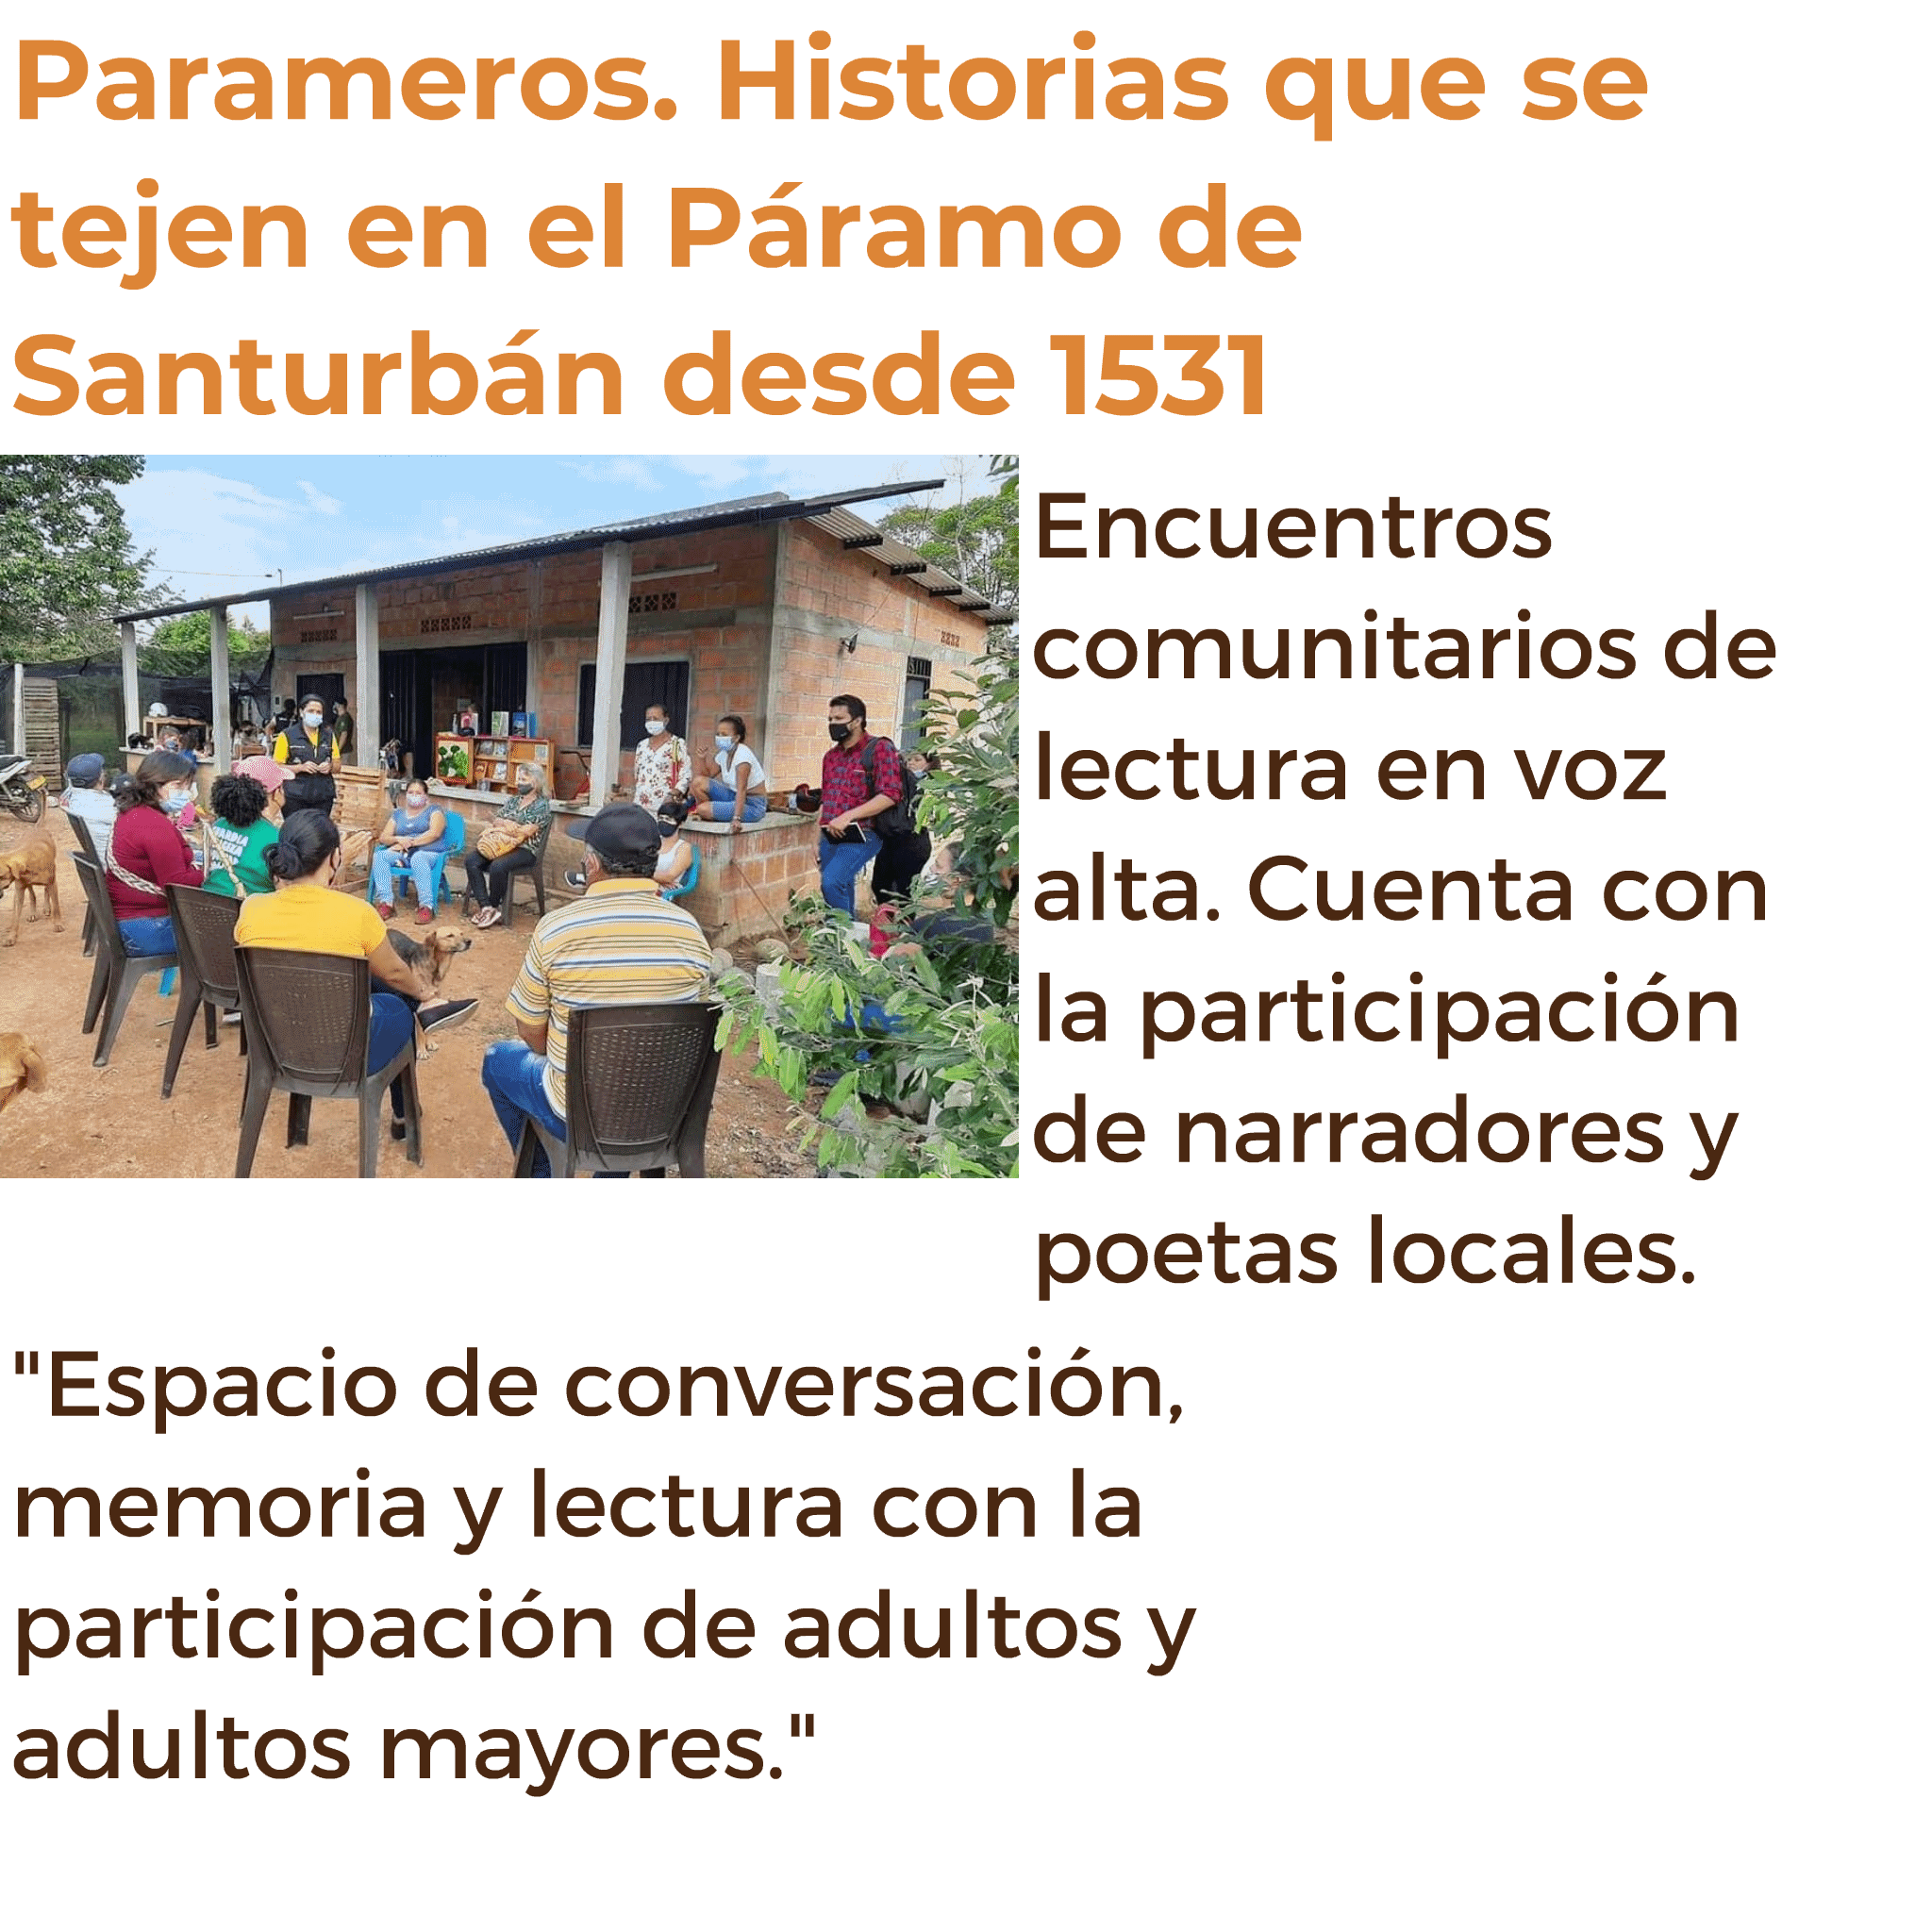 Parameros. Historias que se
tejen en el Páramo de
Santurbán desde 1531
Encuentros
comunitarios de
lectura en voz
alta. Cuenta con
la participación
de narradores y
poetas locales.
"Espacio de conversación,
memoria y lectura con la
participación de adultos y
adultos mayores."